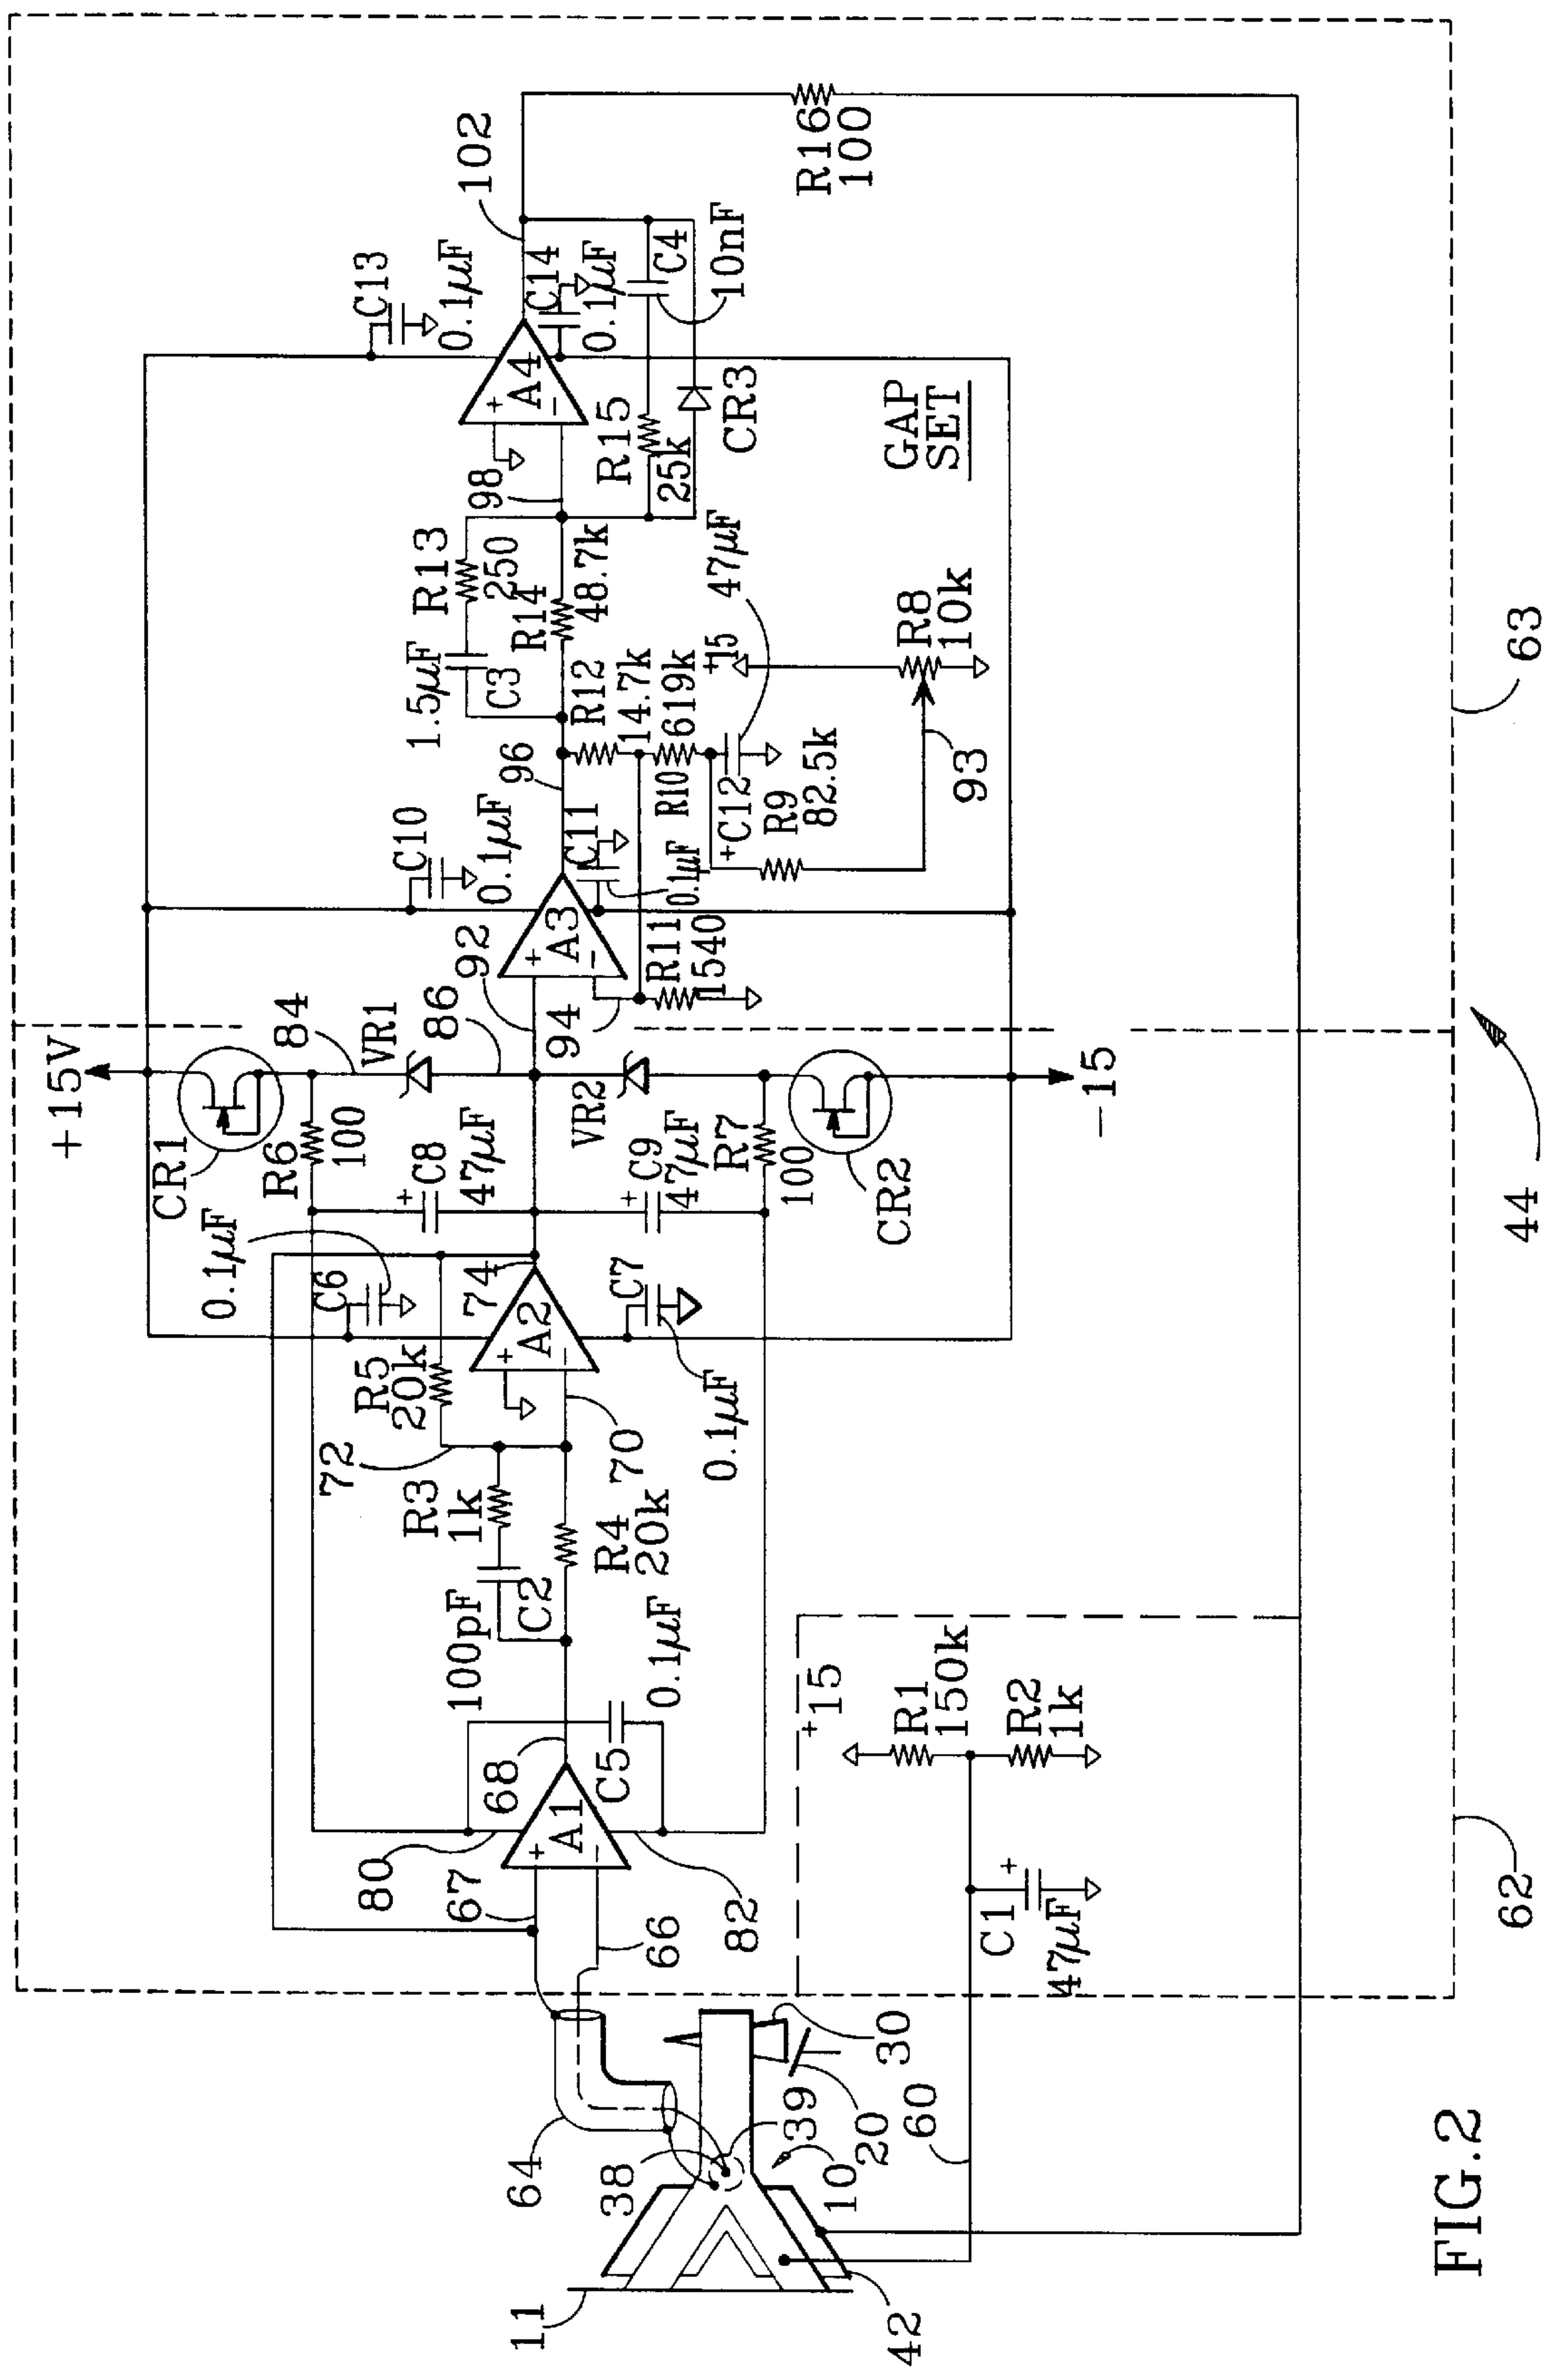 +15V
CR1
R6
100
84
VR1
C10
0.1µF
C13
0.1µF
102
0.1µF
C6
C8
47µF
86
92
96
1.5µF
C3
R13
250
R14
48.7k
98
+
A4
−
C14
0.1µF
R15
25k
C4
10nF
CR3
R16
100
72
R5
20k
74
+
A2
−
70
C7
0.1µF
+
+
C9
47µF
R7
100
VR2
CR2
−15
94
+
A3
−
C11
0.1µF
R11
1540
R12
14.7k
R10
619k
+C12
47µF
R9
82.5k
+15
R8
10k
93
GAP
SET
R3
1k
100pF
C2
R4
20k
80
67
68
+
A1
−
C5
0.1µF
66
82
+15
R1
150k
R2
1k
C1
+
47µF
64
38
39
30
20
10
60
11
42
62
44
63
FIG.2